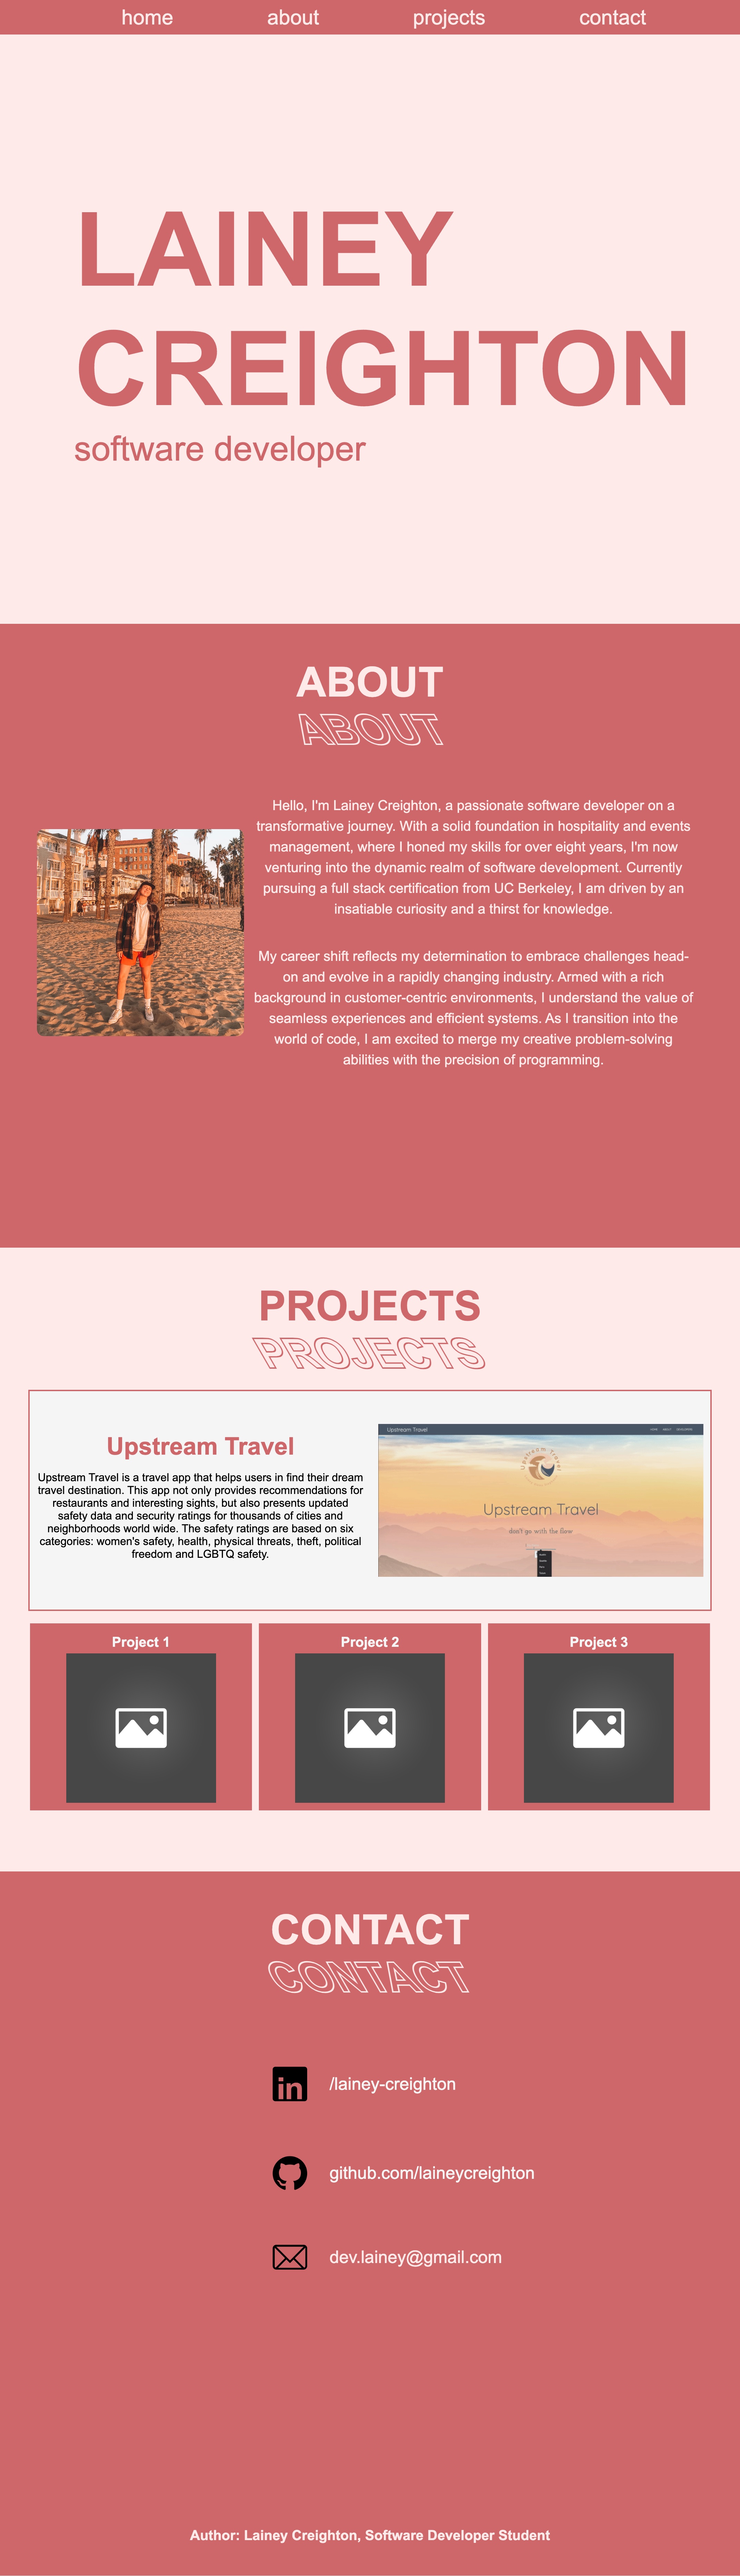 home about projects contact
LAINEY
CREIGHTON
software developer
ABOUT
ABOUT
Hello, I'm Lainey Creighton, a passionate software developer on a
transformative journey. With a solid foundation in hospitality and events
management, where I honed my skills for over eight years, I'm now
venturing into the dynamic realm of software development. Currently
pursuing a full stack certification from UC Berkeley, I am driven by an
insatiable curiosity and a thirst for knowledge.
My career shift reflects my determination to embrace challenges head-
on and evolve in a rapidly changing industry. Armed with a rich
background in customer-centric environments, I understand the value of
seamless experiences and efficient systems. As I transition into the
world of code, I am excited to merge my creative problem-solving
abilities with the precision of programming.
PROJECTS
PROJECTS
Upstream Travel
Upstream Travel is a travel app that helps users in find their dream
travel destination. This app not only provides recommendations for
restaurants and interesting sights, but also presents updated
safety data and security ratings for thousands of cities and
neighborhoods world wide. The safety ratings are based on six
categories: women's safety, health, physical threats, theft, political
freedom and LGBTQ safety.
Upstream Travel
HOME ABOUT DEVELOPERS
Upstream Travel
Upstream Travel
don't go with the flow
Project 1 Project 2 Project 3
CONTACT
CONTACT
in /lainey-creighton
github.com/laineycreighton
dev.lainey@gmail.com
Author: Lainey Creighton, Software Developer Student